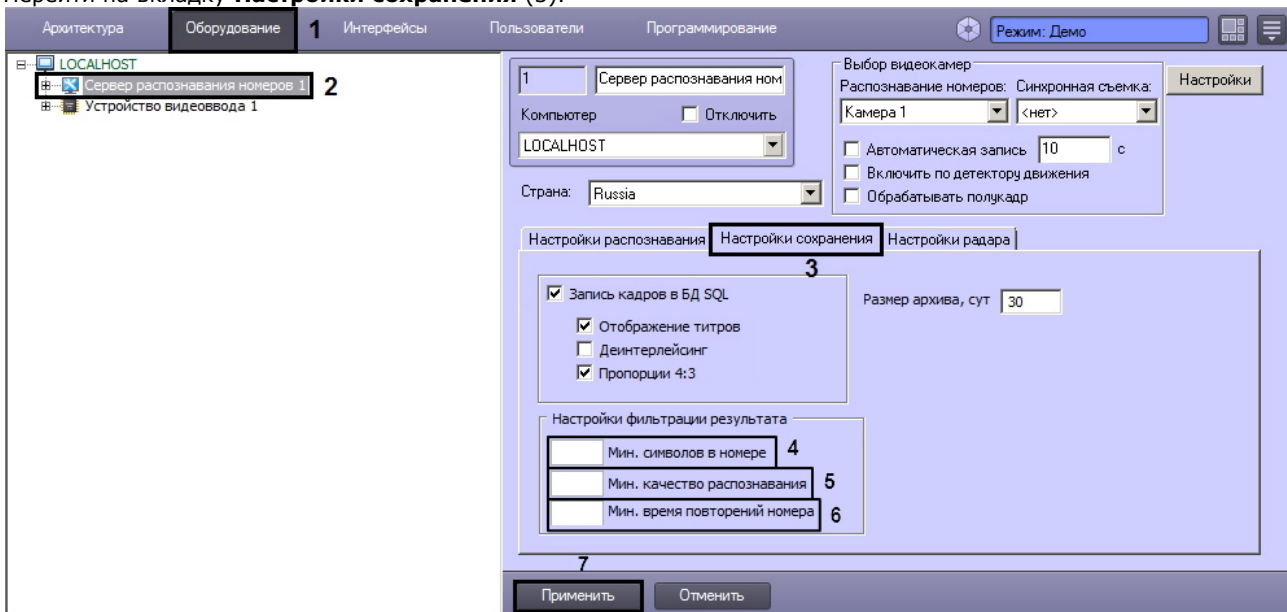 Перейти на вкладку Настройки сохранения (3).
Архитектура Оборудование 1 Интерфейсы Пользователи Программирование Режим: Демо
LOCALHOST
Сервер распознавания номеров 1 2
Устройство видеоввода 1
1 Сервер распознавания ном
Компьютер Отключить
LOCALHOST
Страна: Russia
Выбор видеокамер
Распознавание номеров: Синхронная съемка:
Камера 1 <нет>
Автоматическая запись 10 с
Включить по детектору движения
Обрабатывать полукадр
Настройки
Настройки распознавания Настройки сохранения Настройки радара
3
Запись кадров в БД SQL
Отображение титров
Деинтерлейсинг
Пропорции 4:3
Размер архива, сут 30
Настройки фильтрации результата
Мин. символов в номере 4
Мин. качество распознавания 5
Мин. время повторений номера 6
7
Применить Отменить